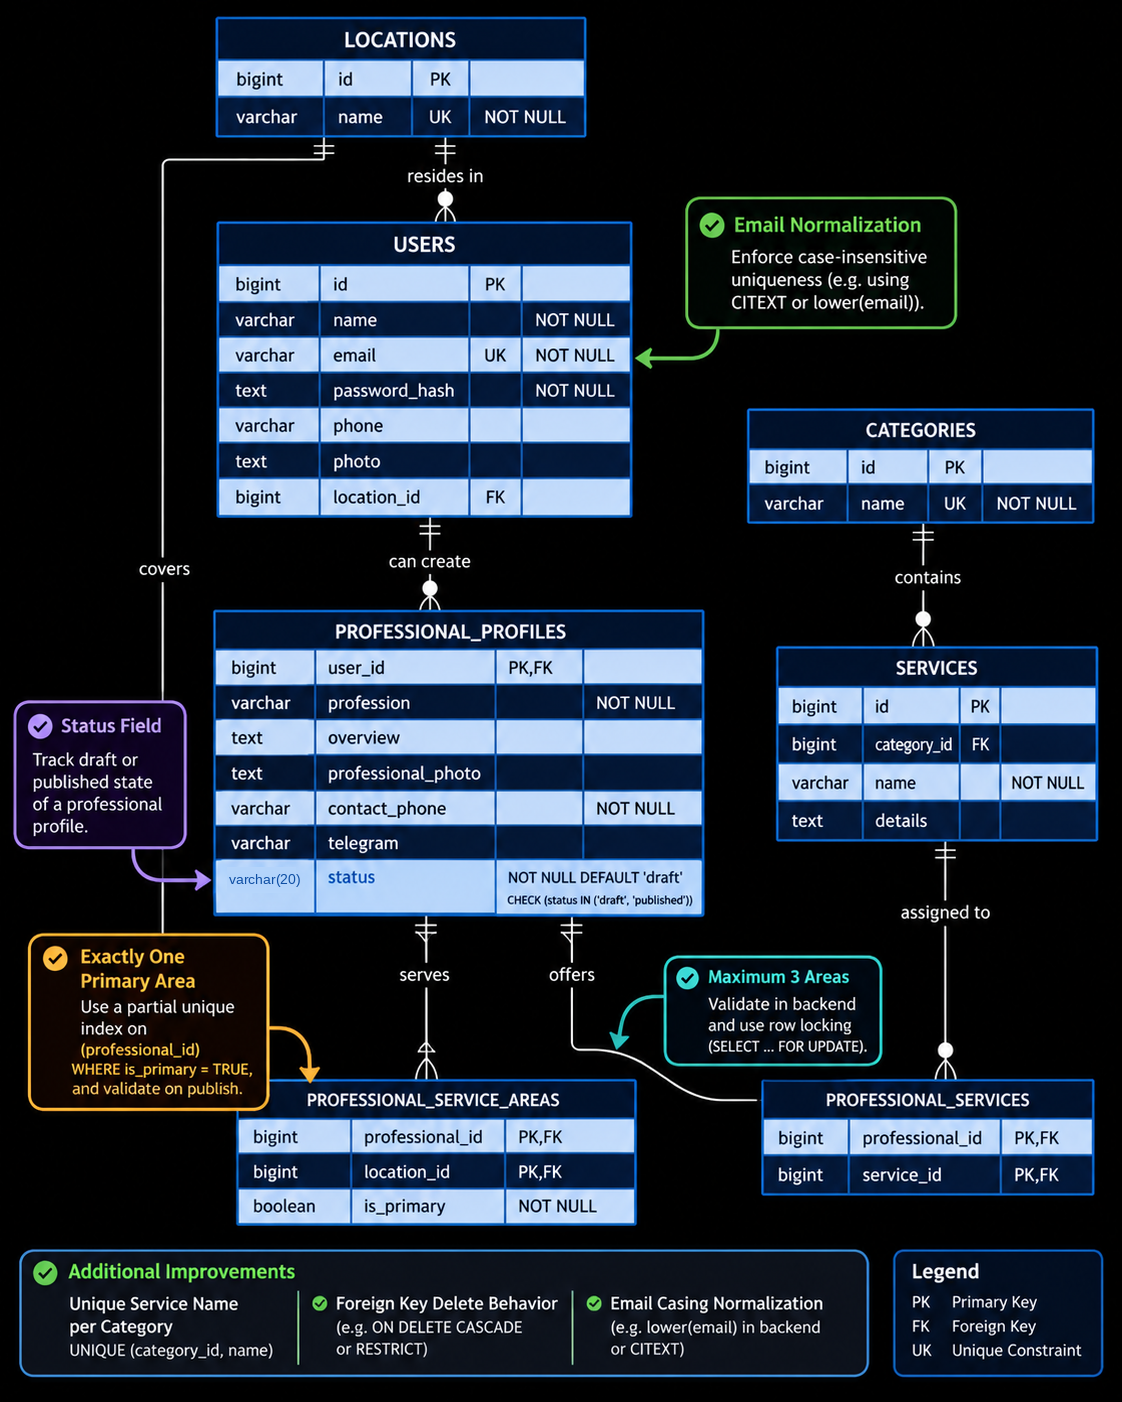 LOCATIONS
bigint id PK
varchar name UK NOT NULL
resides in
USERS
bigint id PK
varchar name NOT NULL
varchar email UK NOT NULL
text password_hash NOT NULL
varchar phone
text photo
bigint location_id FK
Email Normalization
Enforce case-insensitive
uniqueness (e.g. using
CITEXT or lower(email)).
can create
covers
CATEGORIES
bigint id PK
varchar name UK NOT NULL
contains
PROFESSIONAL_PROFILES
bigint user_id PK,FK
varchar profession NOT NULL
text overview
text professional_photo
varchar contact_phone NOT NULL
varchar telegram
varchar(20) status NOT NULL DEFAULT 'draft'
CHECK (status IN ('draft', 'published'))
SERVICES
bigint id PK
bigint category_id FK
varchar name NOT NULL
text details
Status Field
Track draft or
published state
of a professional
profile.
serves
offers
assigned to
Exactly One
Primary Area
Use a partial unique
index on
(professional_id)
WHERE is_primary = TRUE,
and validate on publish.
Maximum 3 Areas
Validate in backend
and use row locking
(SELECT ... FOR UPDATE).
PROFESSIONAL_SERVICE_AREAS
bigint professional_id PK,FK
bigint location_id PK,FK
boolean is_primary NOT NULL
PROFESSIONAL_SERVICES
bigint professional_id PK,FK
bigint service_id PK,FK
Additional Improvements
Unique Service Name
per Category
UNIQUE (category_id, name)
Foreign Key Delete Behavior
(e.g. ON DELETE CASCADE
or RESTRICT)
Email Casing Normalization
(e.g. lower(email) in backend
or CITEXT)
Legend
PK Primary Key
FK Foreign Key
UK Unique Constraint